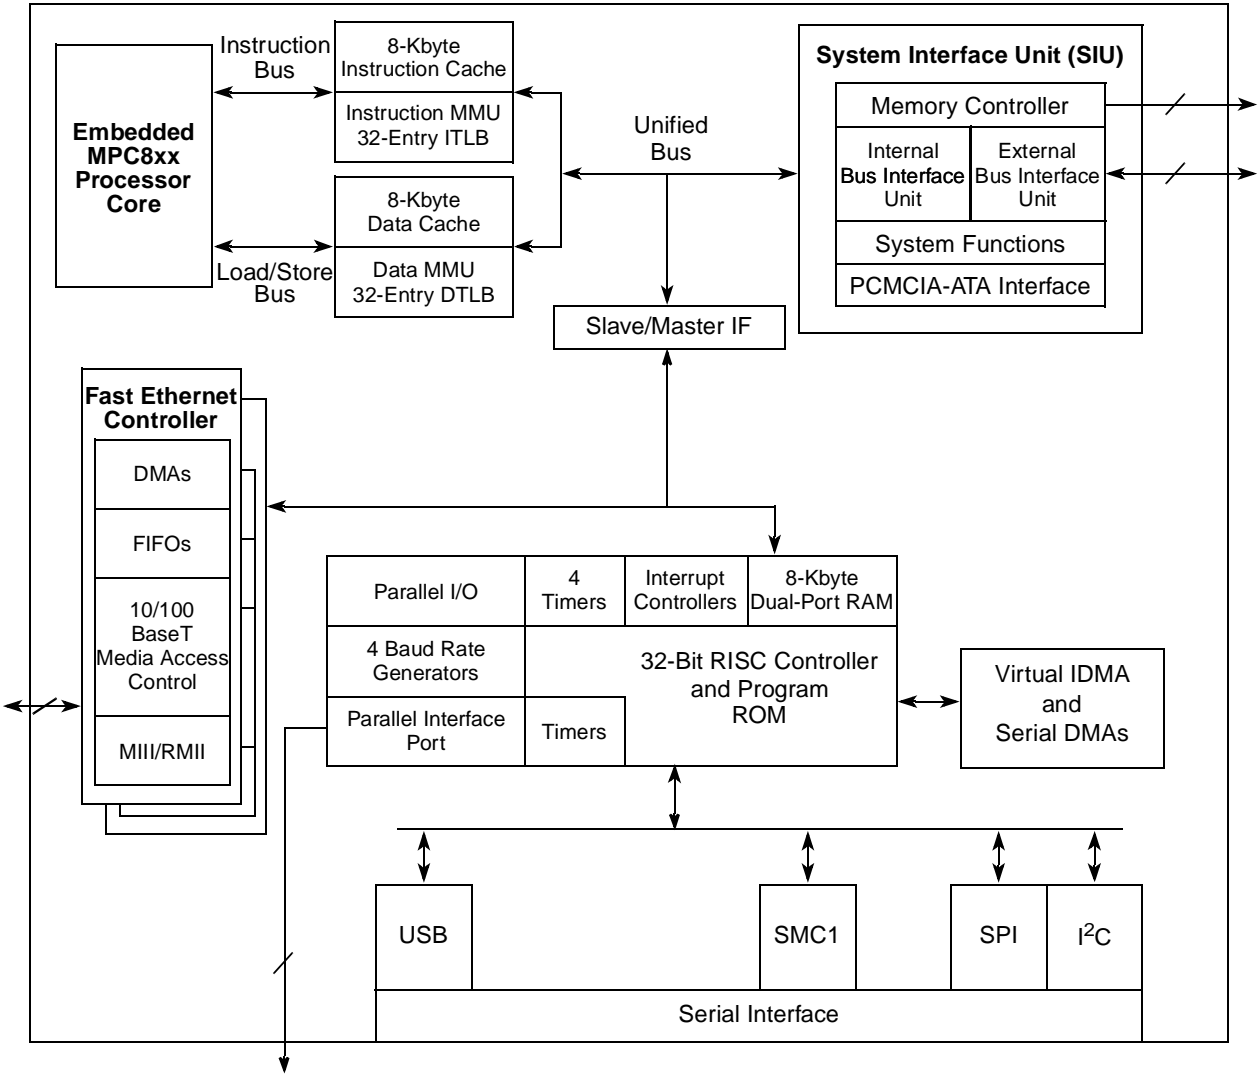 Instruction
Bus
8-Kbyte
Instruction Cache
Instruction MMU
32-Entry ITLB
Embedded
MPC8xx
Processor
Core
8-Kbyte
Data Cache
Load/Store
Bus
Data MMU
32-Entry DTLB
Unified
Bus
System Interface Unit (SIU)
Memory Controller
Internal
Bus Interface
Unit
External
Bus Interface
Unit
System Functions
PCMCIA-ATA Interface
Slave/Master IF
Fast Ethernet
Controller
DMAs
FIFOs
10/100
BaseT
Media Access
Control
MIII/RMII
Parallel I/O
4
Timers
Interrupt
Controllers
8-Kbyte
Dual-Port RAM
4 Baud Rate
Generators
32-Bit RISC Controller
and Program
ROM
Parallel Interface
Port
Timers
Virtual IDMA
and
Serial DMAs
USB
SMC1
SPI
I²C
Serial Interface